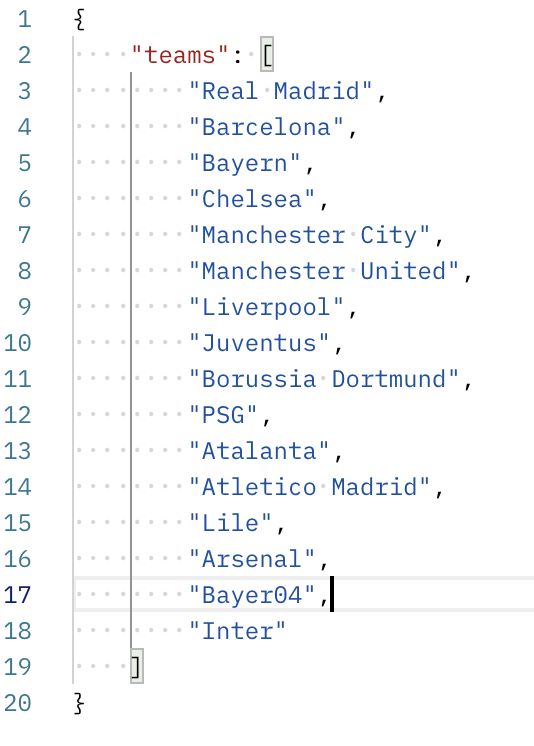 1 {
2     "teams": [
3         "Real Madrid",
4         "Barcelona",
5         "Bayern",
6         "Chelsea",
7         "Manchester City",
8         "Manchester United",
9         "Liverpool",
10         "Juventus",
11         "Borussia Dortmund",
12         "PSG",
13         "Atalanta",
14         "Atletico Madrid",
15         "Lile",
16         "Arsenal",
17         "Bayer04",
18         "Inter"
19     ]
20 }